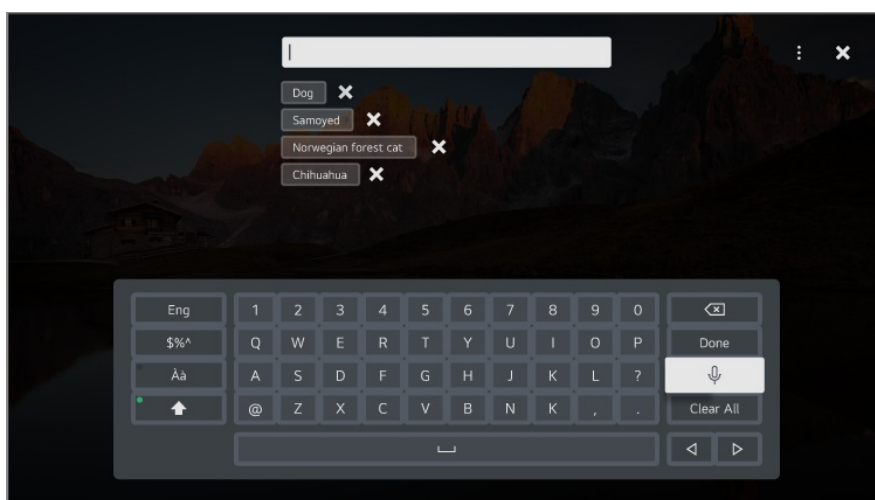 Dog
Samoyed
Norwegian forest cat
Chihuahua
Eng 1 2 3 4 5 6 7 8 9 0
$%^ Q W E R T Y U I O P Done
Àà A S D F G H J K L ?
@ Z X C V B N K , . Clear All